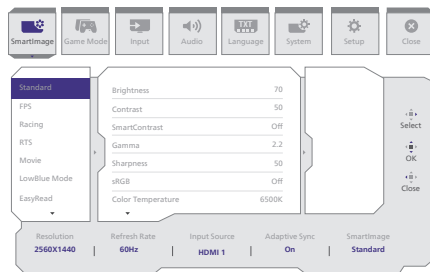 SmartImage
Game Mode
Input
Audio
TXT
Language
System
Setup
Close
Standard
FPS
Racing
RTS
Movie
LowBlue Mode
EasyRead
Brightness 70
Contrast 50
SmartContrast Off
Gamma 2.2
Sharpness 50
sRGB Off
Color Temperature 6500K
Select
OK
Close
Resolution Refresh Rate Input Source Adaptive Sync SmartImage
2560X1440 | 60Hz | HDMI 1 | On | Standard